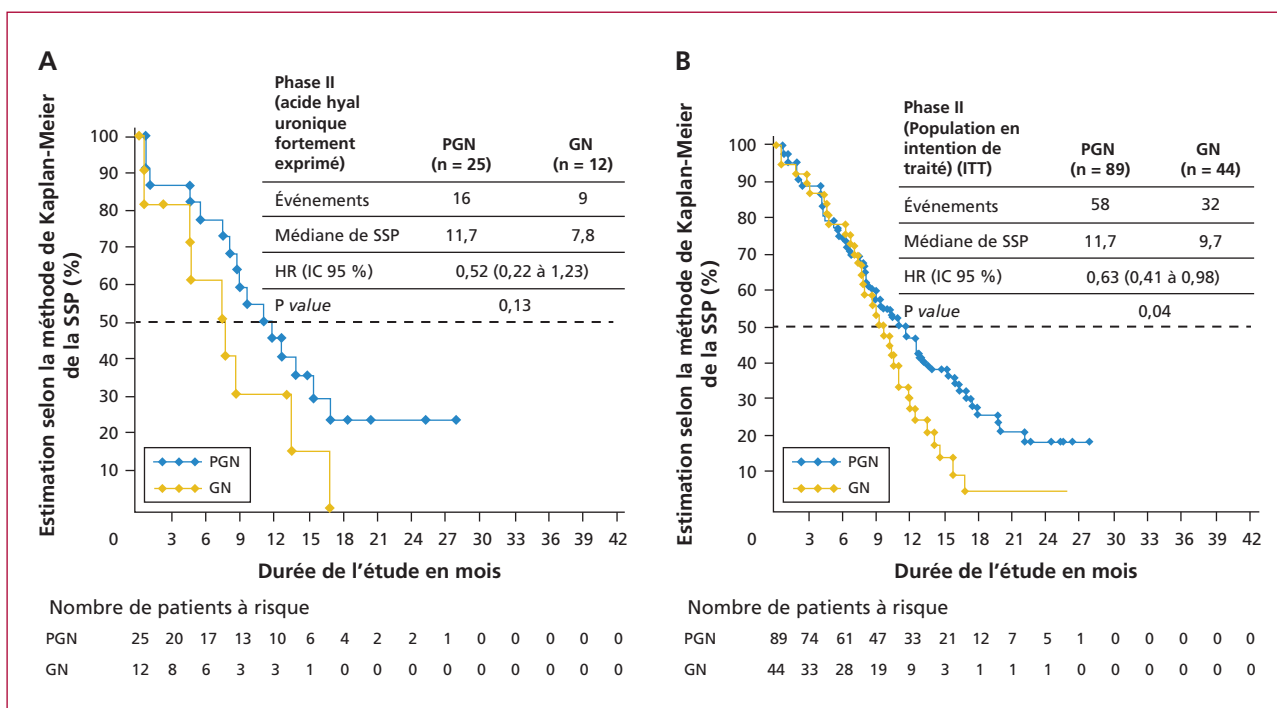 A
Estimation selon la méthode de Kaplan-Meier
de la SSP (%)
Phase II
(acide hyal
uronique
fortement
exprimé)
PGN
(n = 25)
GN
(n = 12)
Événements 16 9
Médiane de SSP 11,7 7,8
HR (IC 95 %) 0,52 (0,22 à 1,23)
P value 0,13
100
90
80
70
60
50
40
30
20
10
PGN
GN
0 3 6 9 12 15 18 21 24 27 30 33 36 39 42
Durée de l’étude en mois
Nombre de patients à risque
PGN 25 20 17 13 10 6 4 2 2 1 0 0 0 0 0
GN 12 8 6 3 3 1 0 0 0 0 0 0 0 0 0
B
Estimation selon la méthode de Kaplan-Meier
de la SSP (%)
Phase II
(Population en
intention de
traité) (ITT)
PGN
(n = 89)
GN
(n = 44)
Événements 58 32
Médiane de SSP 11,7 9,7
HR (IC 95 %) 0,63 (0,41 à 0,98)
P value 0,04
100
90
80
70
60
50
40
30
20
10
PGN
GN
0 3 6 9 12 15 18 21 24 27 30 33 36 39 42
Durée de l’étude en mois
Nombre de patients à risque
PGN 89 74 61 47 33 21 12 7 5 1 0 0 0 0 0
GN 44 33 28 19 9 3 1 1 1 0 0 0 0 0 0